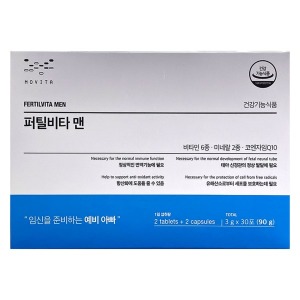 MOVITA
FERTILVITA MEN
건강기능식품
건강
기능식품
퍼틸비타 맨
비타민 6종 · 미네랄 2종 · 코엔자임Q10
Necessary for the normal immune function
정상적인 면역기능에 필요
Necessary for the normal development of fetal neural tube
태아 신경관의 정상 발달에 필요
Help to support anti-oxidant activity
항산화에 도움을 줄 수 있음
Necessary for the protection of cell from free radicals
유해산소로부터 세포를 보호하는데 필요
“ 임신을 준비하는 예비 아빠 ”
1일 섭취량
2 tablets + 2 capsules
TOTAL
3 g x 30포 (90 g)